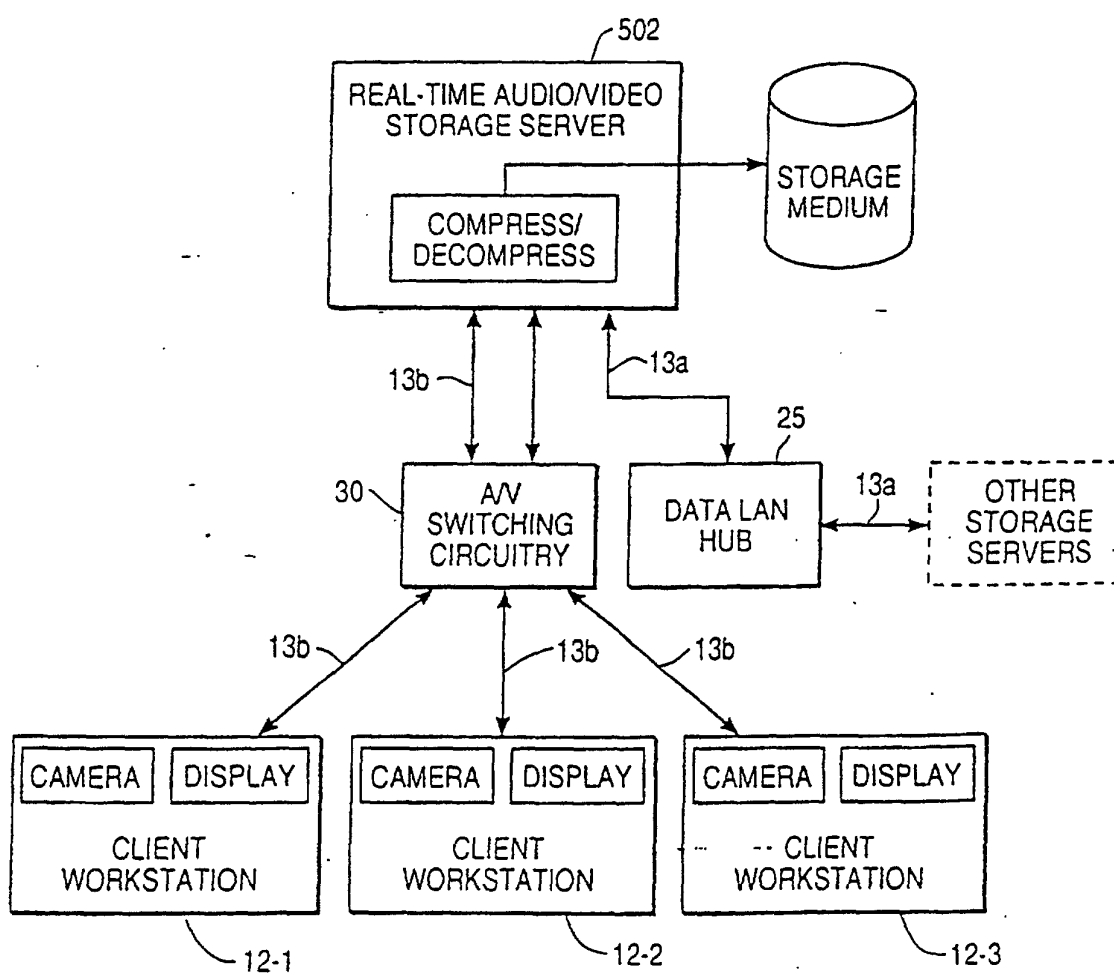 502
REAL-TIME AUDIO/VIDEO
STORAGE SERVER
COMPRESS/
DECOMPRESS
STORAGE
MEDIUM
13b
13a
25
30
A/V
SWITCHING
CIRCUITRY
DATA LAN
HUB
13a
OTHER
STORAGE
SERVERS
13b
13b
13b
CAMERA
DISPLAY
CLIENT
WORKSTATION
CAMERA
DISPLAY
CLIENT
WORKSTATION
CAMERA
DISPLAY
CLIENT
WORKSTATION
12-1
12-2
12-3